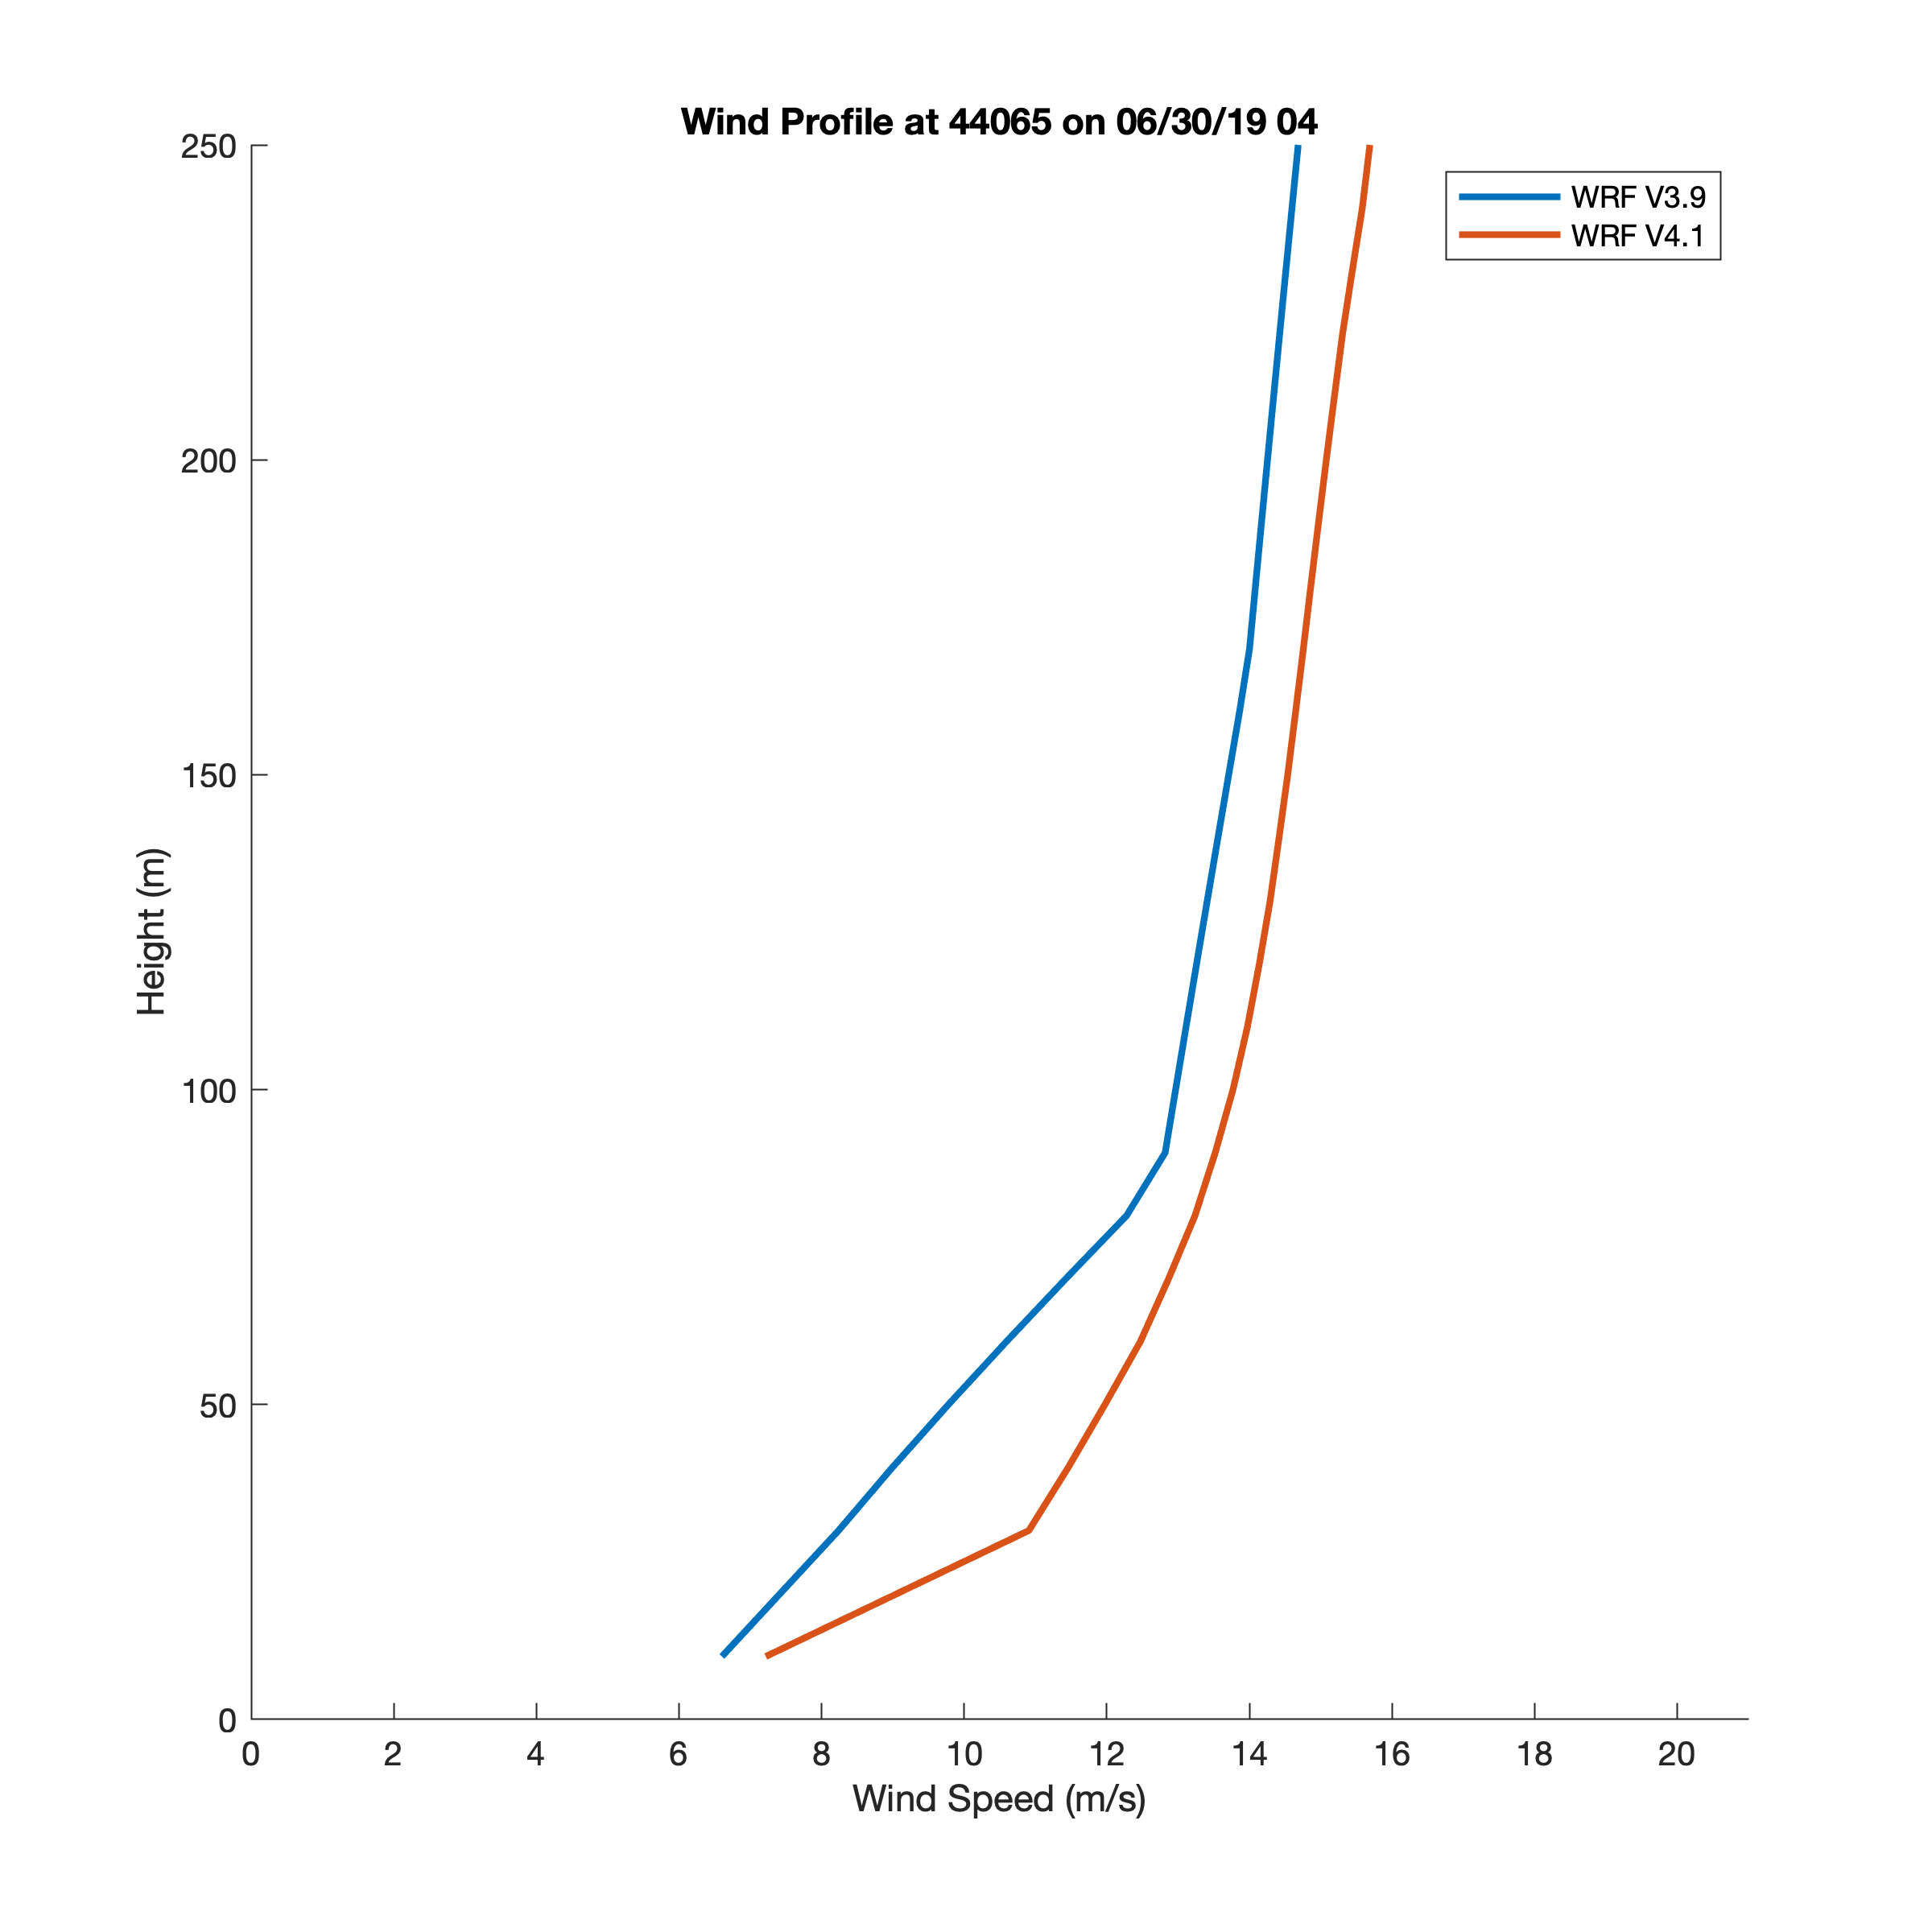 Wind Profile at 44065 on 06/30/19 04
WRF V3.9
WRF V4.1
250
200
150
100
50
0
Height (m)
0 2 4 6 8 10 12 14 16 18 20
Wind Speed (m/s)